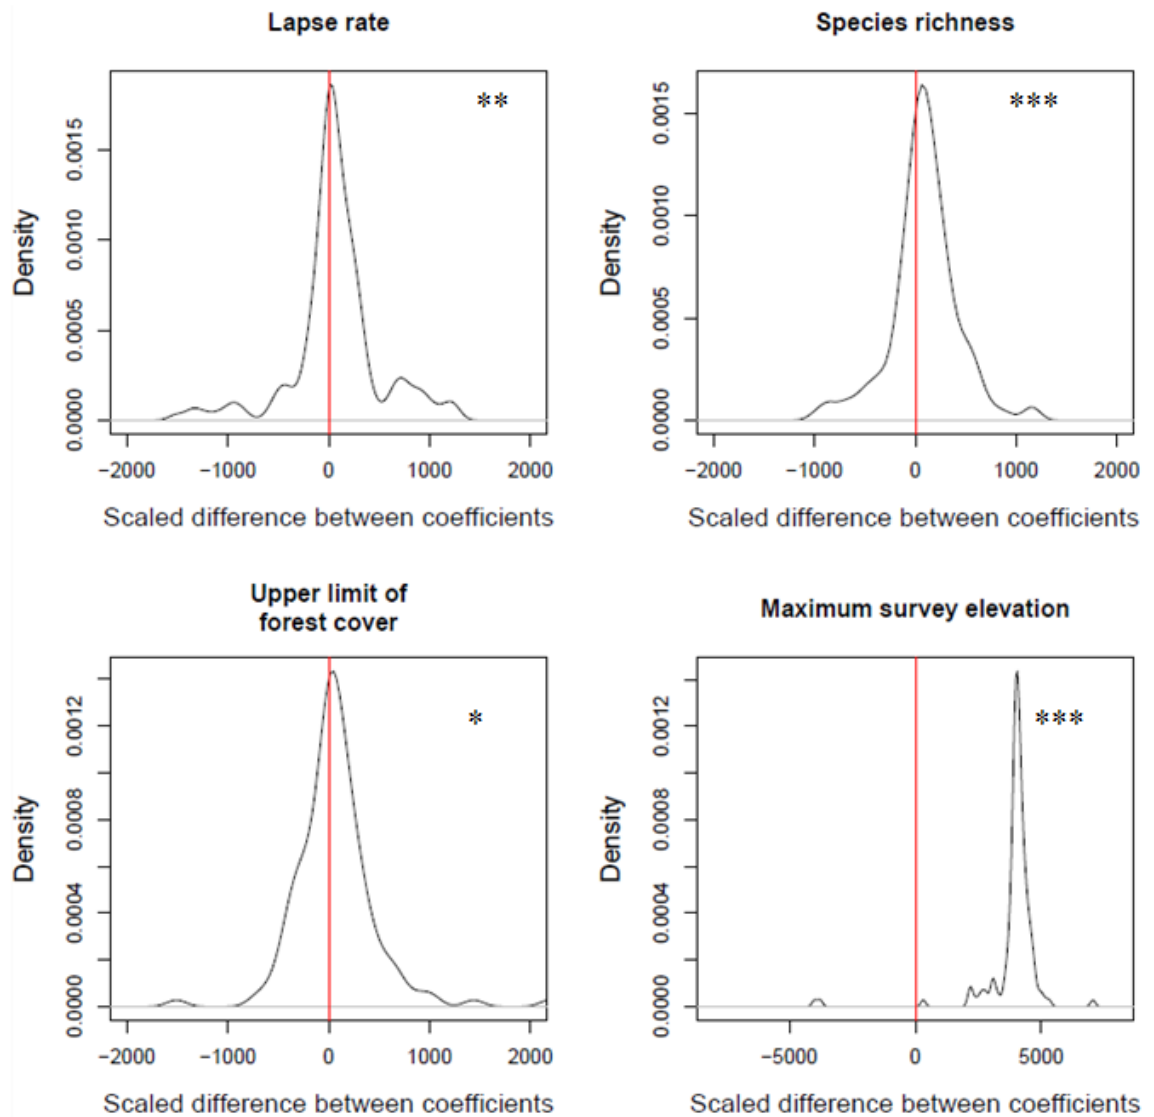 Lapse rate
**
Density
0.0000 0.0005 0.0010 0.0015
−2000 −1000 0 1000 2000
Scaled difference between coefficients
Species richness
***
Density
0.0000 0.0005 0.0010 0.0015
−2000 −1000 0 1000 2000
Scaled difference between coefficients
Upper limit of
forest cover
*
Density
0.0000 0.0004 0.0008 0.0012
−2000 −1000 0 1000 2000
Scaled difference between coefficients
Maximum survey elevation
***
Density
0.0000 0.0004 0.0008 0.0012
−5000 0 5000
Scaled difference between coefficients